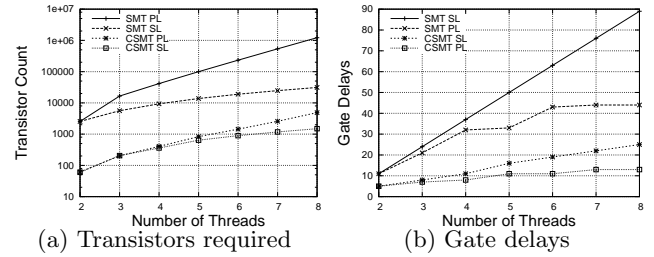 1e+07
1e+06
100000
10000
1000
100
10
Transistor Count
SMT PL
SMT SL
CSMT PL
CSMT SL
2 3 4 5 6 7 8
Number of Threads
(a) Transistors required
90
80
70
60
50
40
30
20
10
0
Gate Delays
SMT SL
SMT PL
CSMT SL
CSMT PL
2 3 4 5 6 7 8
Number of Threads
(b) Gate delays